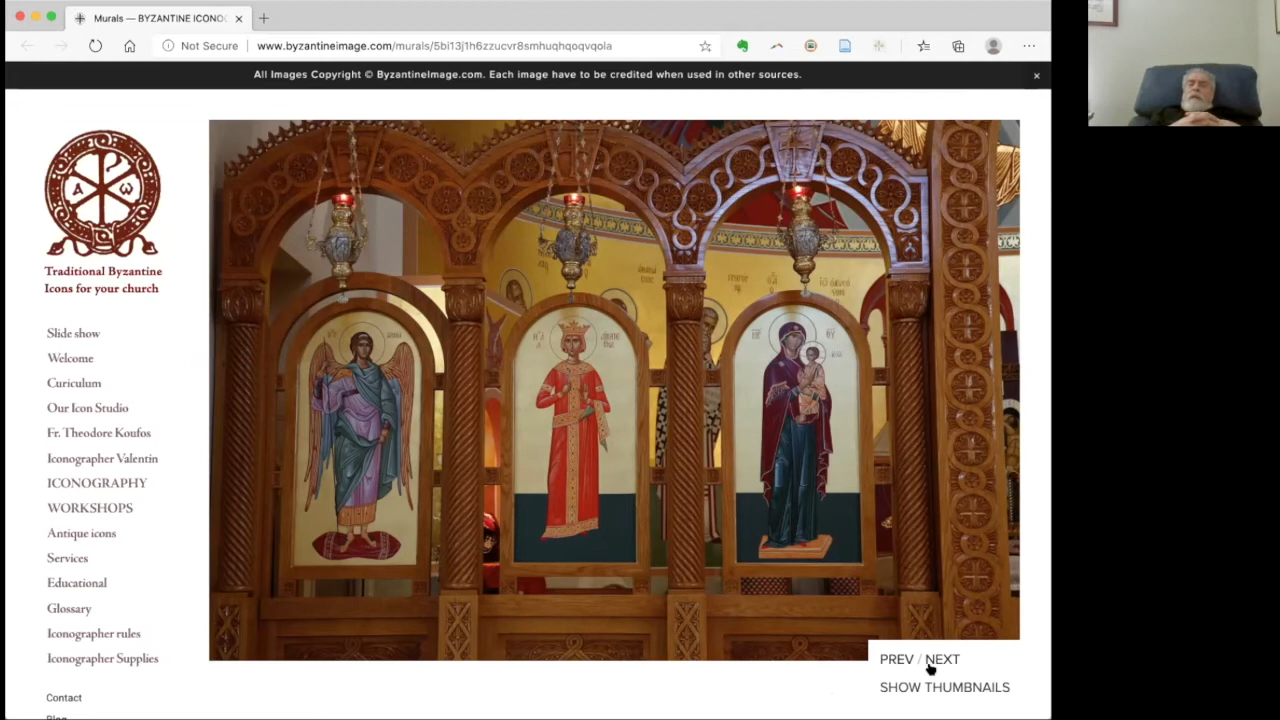 Murals — BYZANTINE ICONO
Not Secure
www.byzantineimage.com/murals/5bi13j1h6zzucvr8smhuqhqoqvqola
All Images Copyright © ByzantineImage.com. Each image have to be credited when used in other sources.
Α Ω
Traditional Byzantine
Icons for your church
Slide show
Welcome
Curiculum
Our Icon Studio
Fr. Theodore Koufos
Iconographer Valentin
ICONOGRAPHY
WORKSHOPS
Antique icons
Services
Educational
Glossary
Iconographer rules
Iconographer Supplies
Contact
Blog
PREV / NEXT
SHOW THUMBNAILS